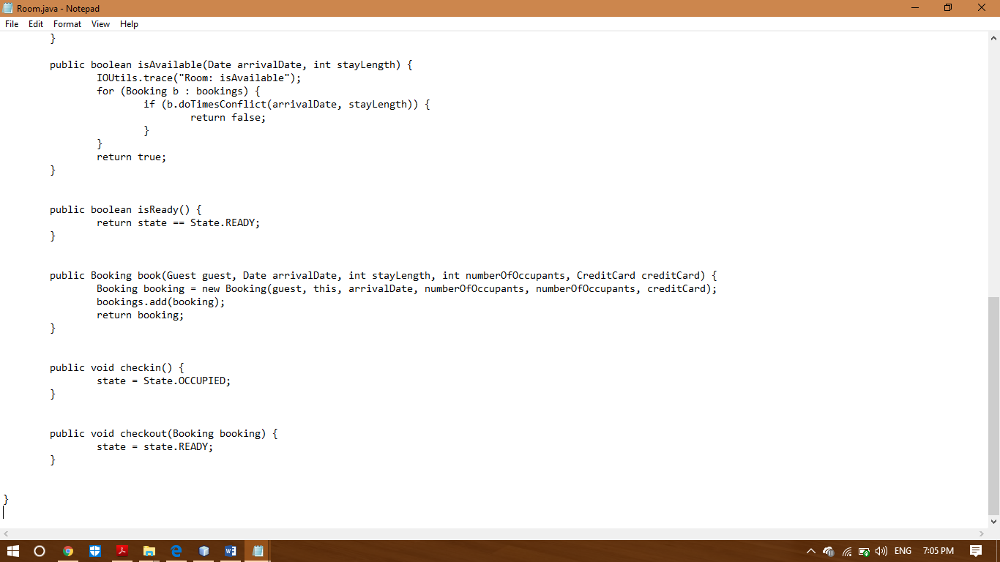 Room.java - Notepad
File Edit Format View Help
}
public boolean isAvailable(Date arrivalDate, int stayLength) {
IOUtils.trace("Room: isAvailable");
for (Booking b : bookings) {
if (b.doTimesConflict(arrivalDate, stayLength)) {
return false;
}
}
return true;
}
public boolean isReady() {
return state == State.READY;
}
public Booking book(Guest guest, Date arrivalDate, int stayLength, int numberOfOccupants, CreditCard creditCard) {
Booking booking = new Booking(guest, this, arrivalDate, numberOfOccupants, numberOfOccupants, creditCard);
bookings.add(booking);
return booking;
}
public void checkin() {
state = State.OCCUPIED;
}
public void checkout(Booking booking) {
state = state.READY;
}
}
ENG 7:05 PM